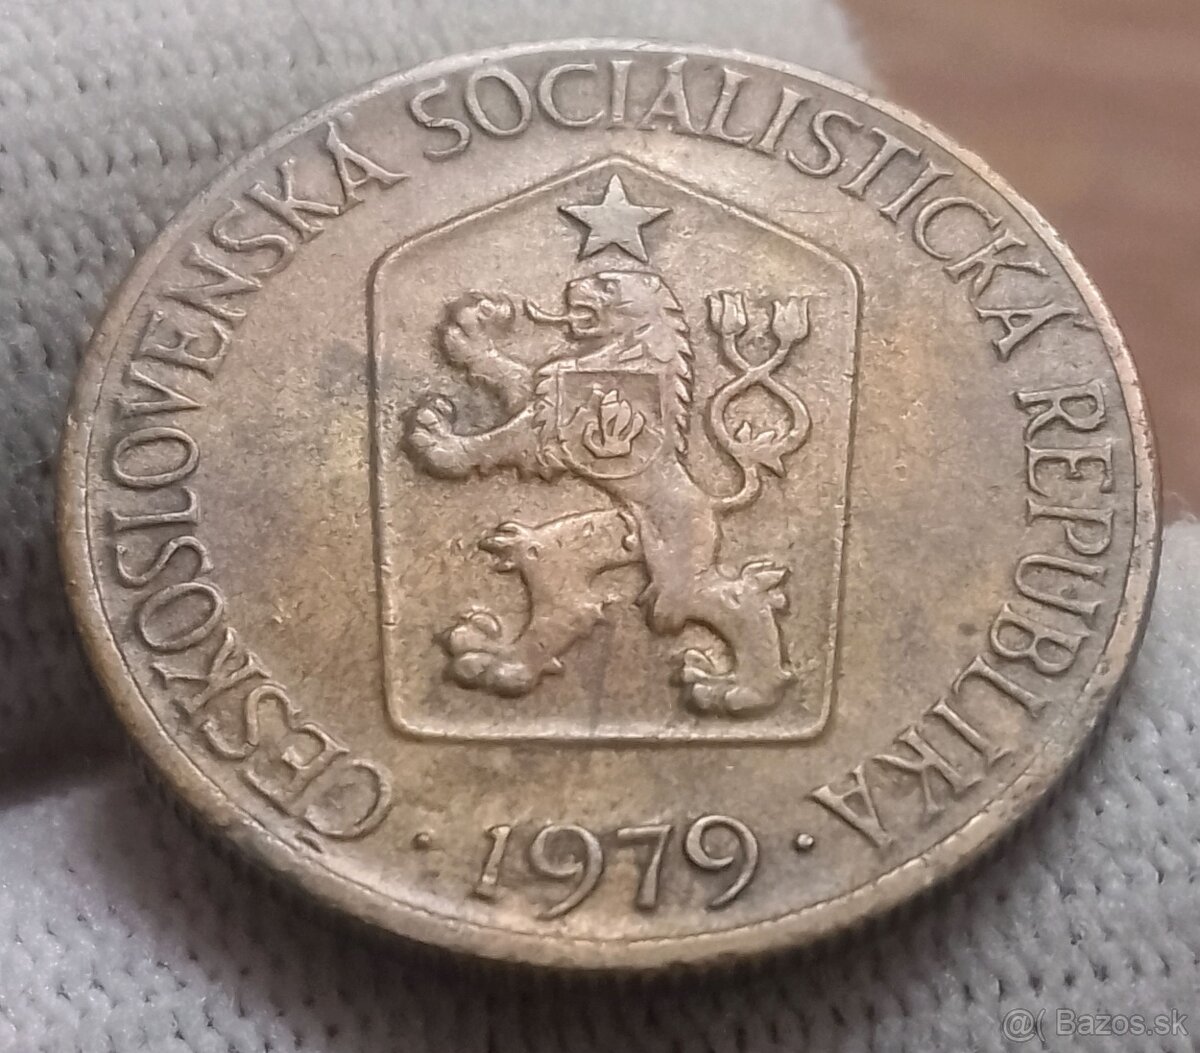 ČESKOSLOVENSKÁ SOCIALISTICKÁ REPUBLIKA
· 1979 ·
@( Bazos.sk